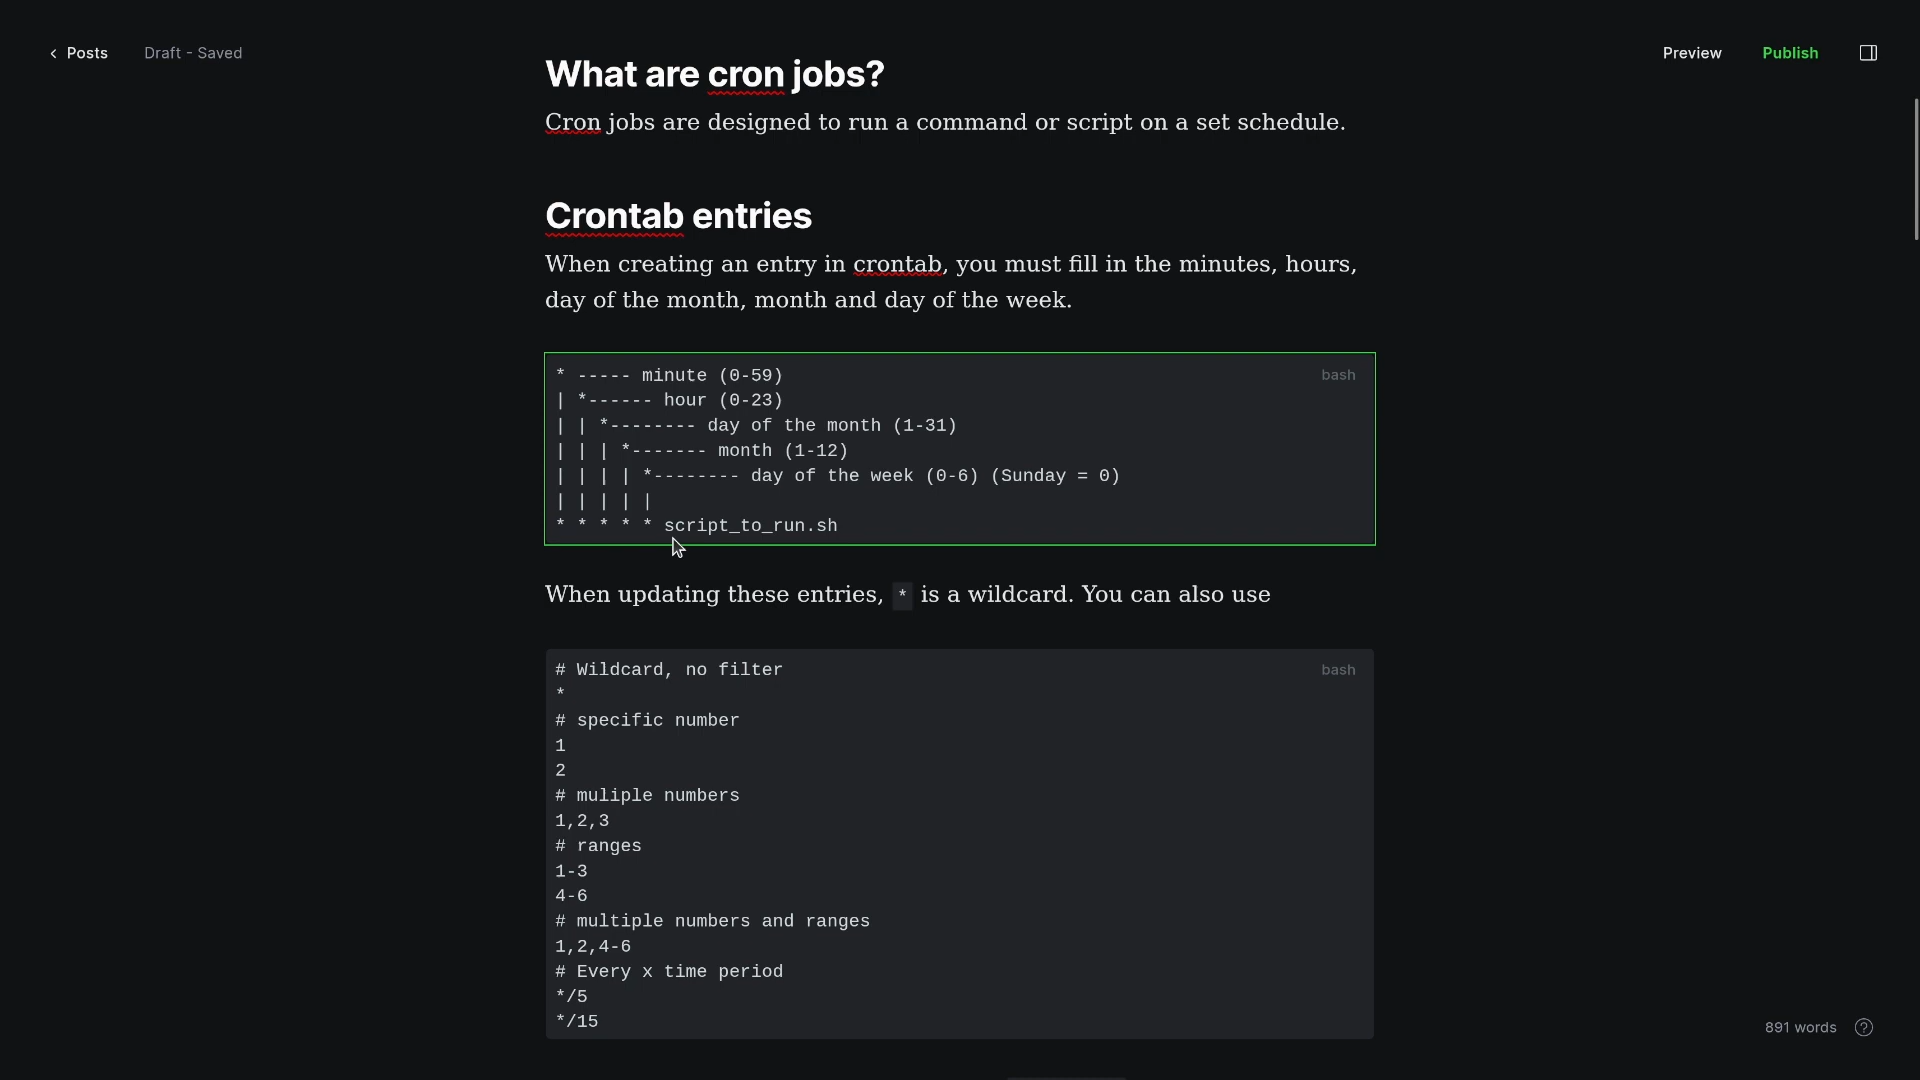 Posts
Draft - Saved
Preview
Publish
What are cron jobs?
Cron jobs are designed to run a command or script on a set schedule.
Crontab entries
When creating an entry in crontab, you must fill in the minutes, hours,
day of the month, month and day of the week.
* ----- minute (0-59)
bash
| *------ hour (0-23)
| | *-------- day of the month (1-31)
| | | *------- month (1-12)
| | | | *-------- day of the week (0-6) (Sunday = 0)
| | | | |
* * * * * script_to_run.sh
When updating these entries, * is a wildcard. You can also use
# Wildcard, no filter
bash
*
# specific number
1
2
# muliple numbers
1,2,3
# ranges
1-3
4-6
# multiple numbers and ranges
1,2,4-6
# Every x time period
*/5
*/15
891 words
?